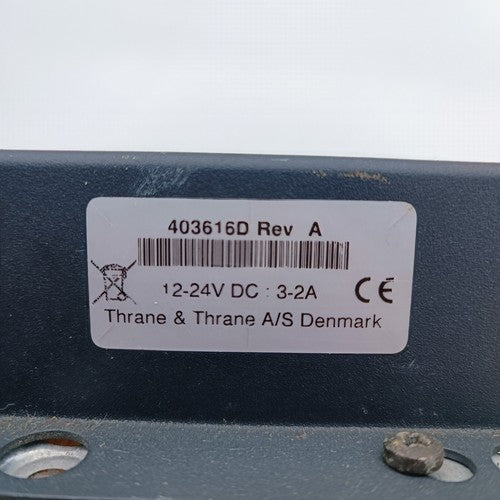 403616D Rev A
12-24V DC : 3-2A CE
Thrane & Thrane A/S Denmark